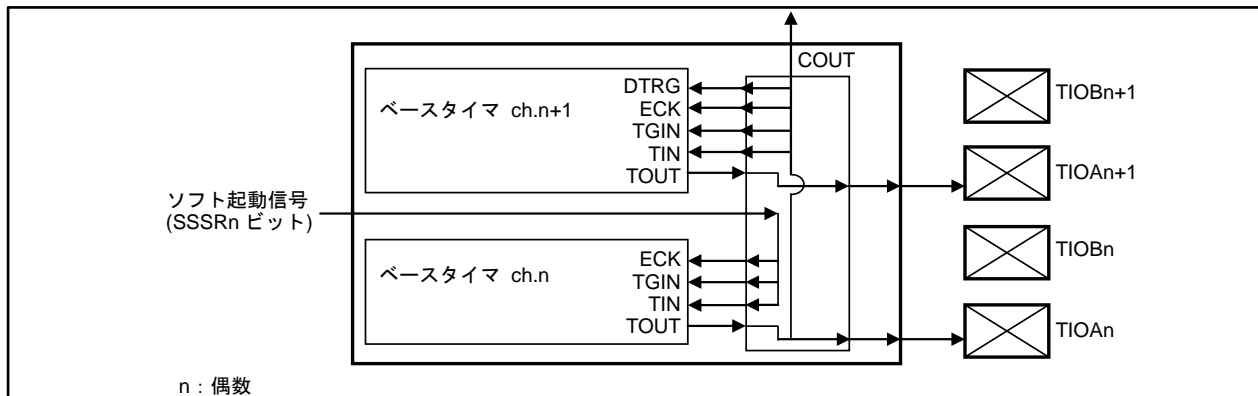 COUT
ベースタイマ ch.n+1
DTRG
ECK
TGIN
TIN
TOUT
TIOBn+1
TIOAn+1
ソフト起動信号
(SSSRn ビット)
ベースタイマ ch.n
ECK
TGIN
TIN
TOUT
TIOBn
TIOAn
n：偶数